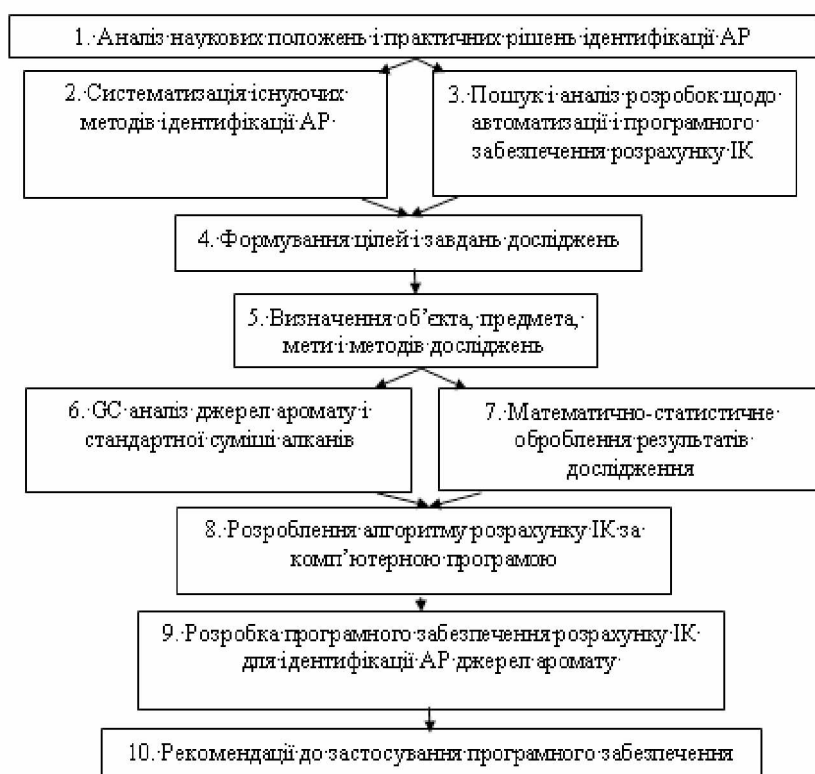 1. Аналіз наукових положень і практичних рішень ідентифікації АР
2. Систематизація існуючих
методів ідентифікації АР
3. Пошук і аналіз розробок щодо
автоматизації і програмного
забезпечення розрахунку ІК
4. Формування цілей і завдань досліджень
5. Визначення об’єкта, предмета,
мети і методів досліджень
6. GC аналіз джерел аромату і
стандартної суміші алканів
7. Математично-статистичне
оброблення результатів
дослідження
8. Розроблення алгоритму розрахунку ІК за
комп’ютерною програмою
9. Розробка програмного забезпечення розрахунку ІК
для ідентифікації АР джерел аромату
10. Рекомендації до застосування програмного забезпечення